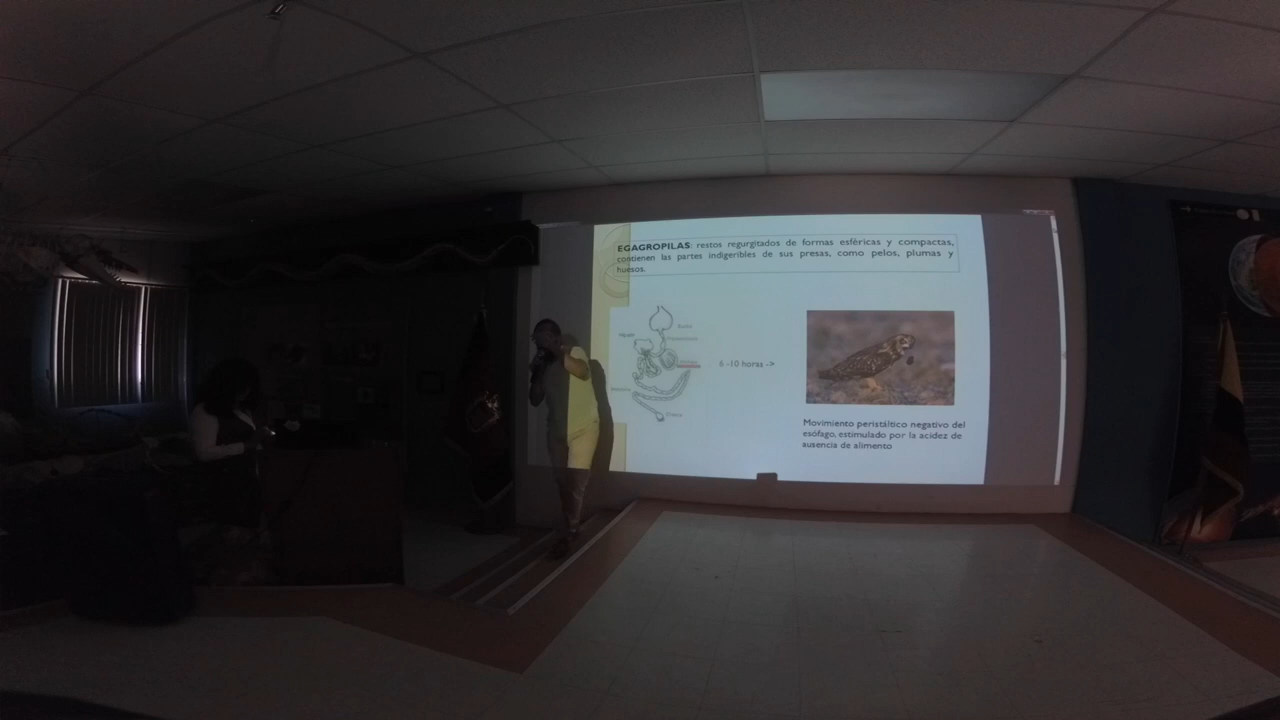 EGAGROPILAS: restos regurgitados de formas esféricas y compactas,
contienen las partes indigeribles de sus presas, como pelos, plumas y
huesos.
6 -10 horas ->
Movimiento peristáltico negativo del
esófago, estimulado por la acidez de
ausencia de alimento